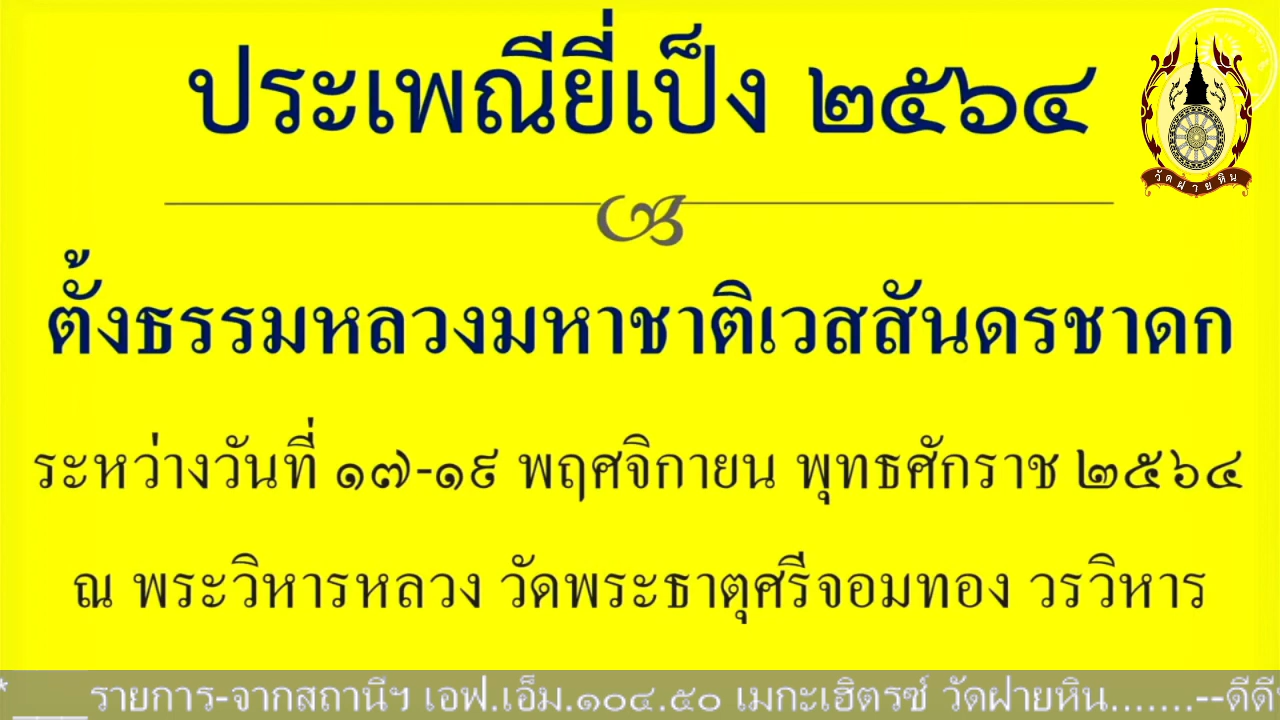 ประเพณียี่เป็ง ๒๕๖๔
วัดฝายหิน
ตั้งธรรมหลวงมหาชาติเวสสันดรชาดก
ระหว่างวันที่ ๑๗-๑๙ พฤศจิกายน พุทธศักราช ๒๕๖๔
ณ พระวิหารหลวง วัดพระธาตุศรีจอมทอง วรวิหาร
*____รายการ-จากสถานีฯ เอฟ.เอ็ม.๑๐๔.๕๐ เมกะเฮิตรซ์ วัดฝายหิน.......--ดีดี